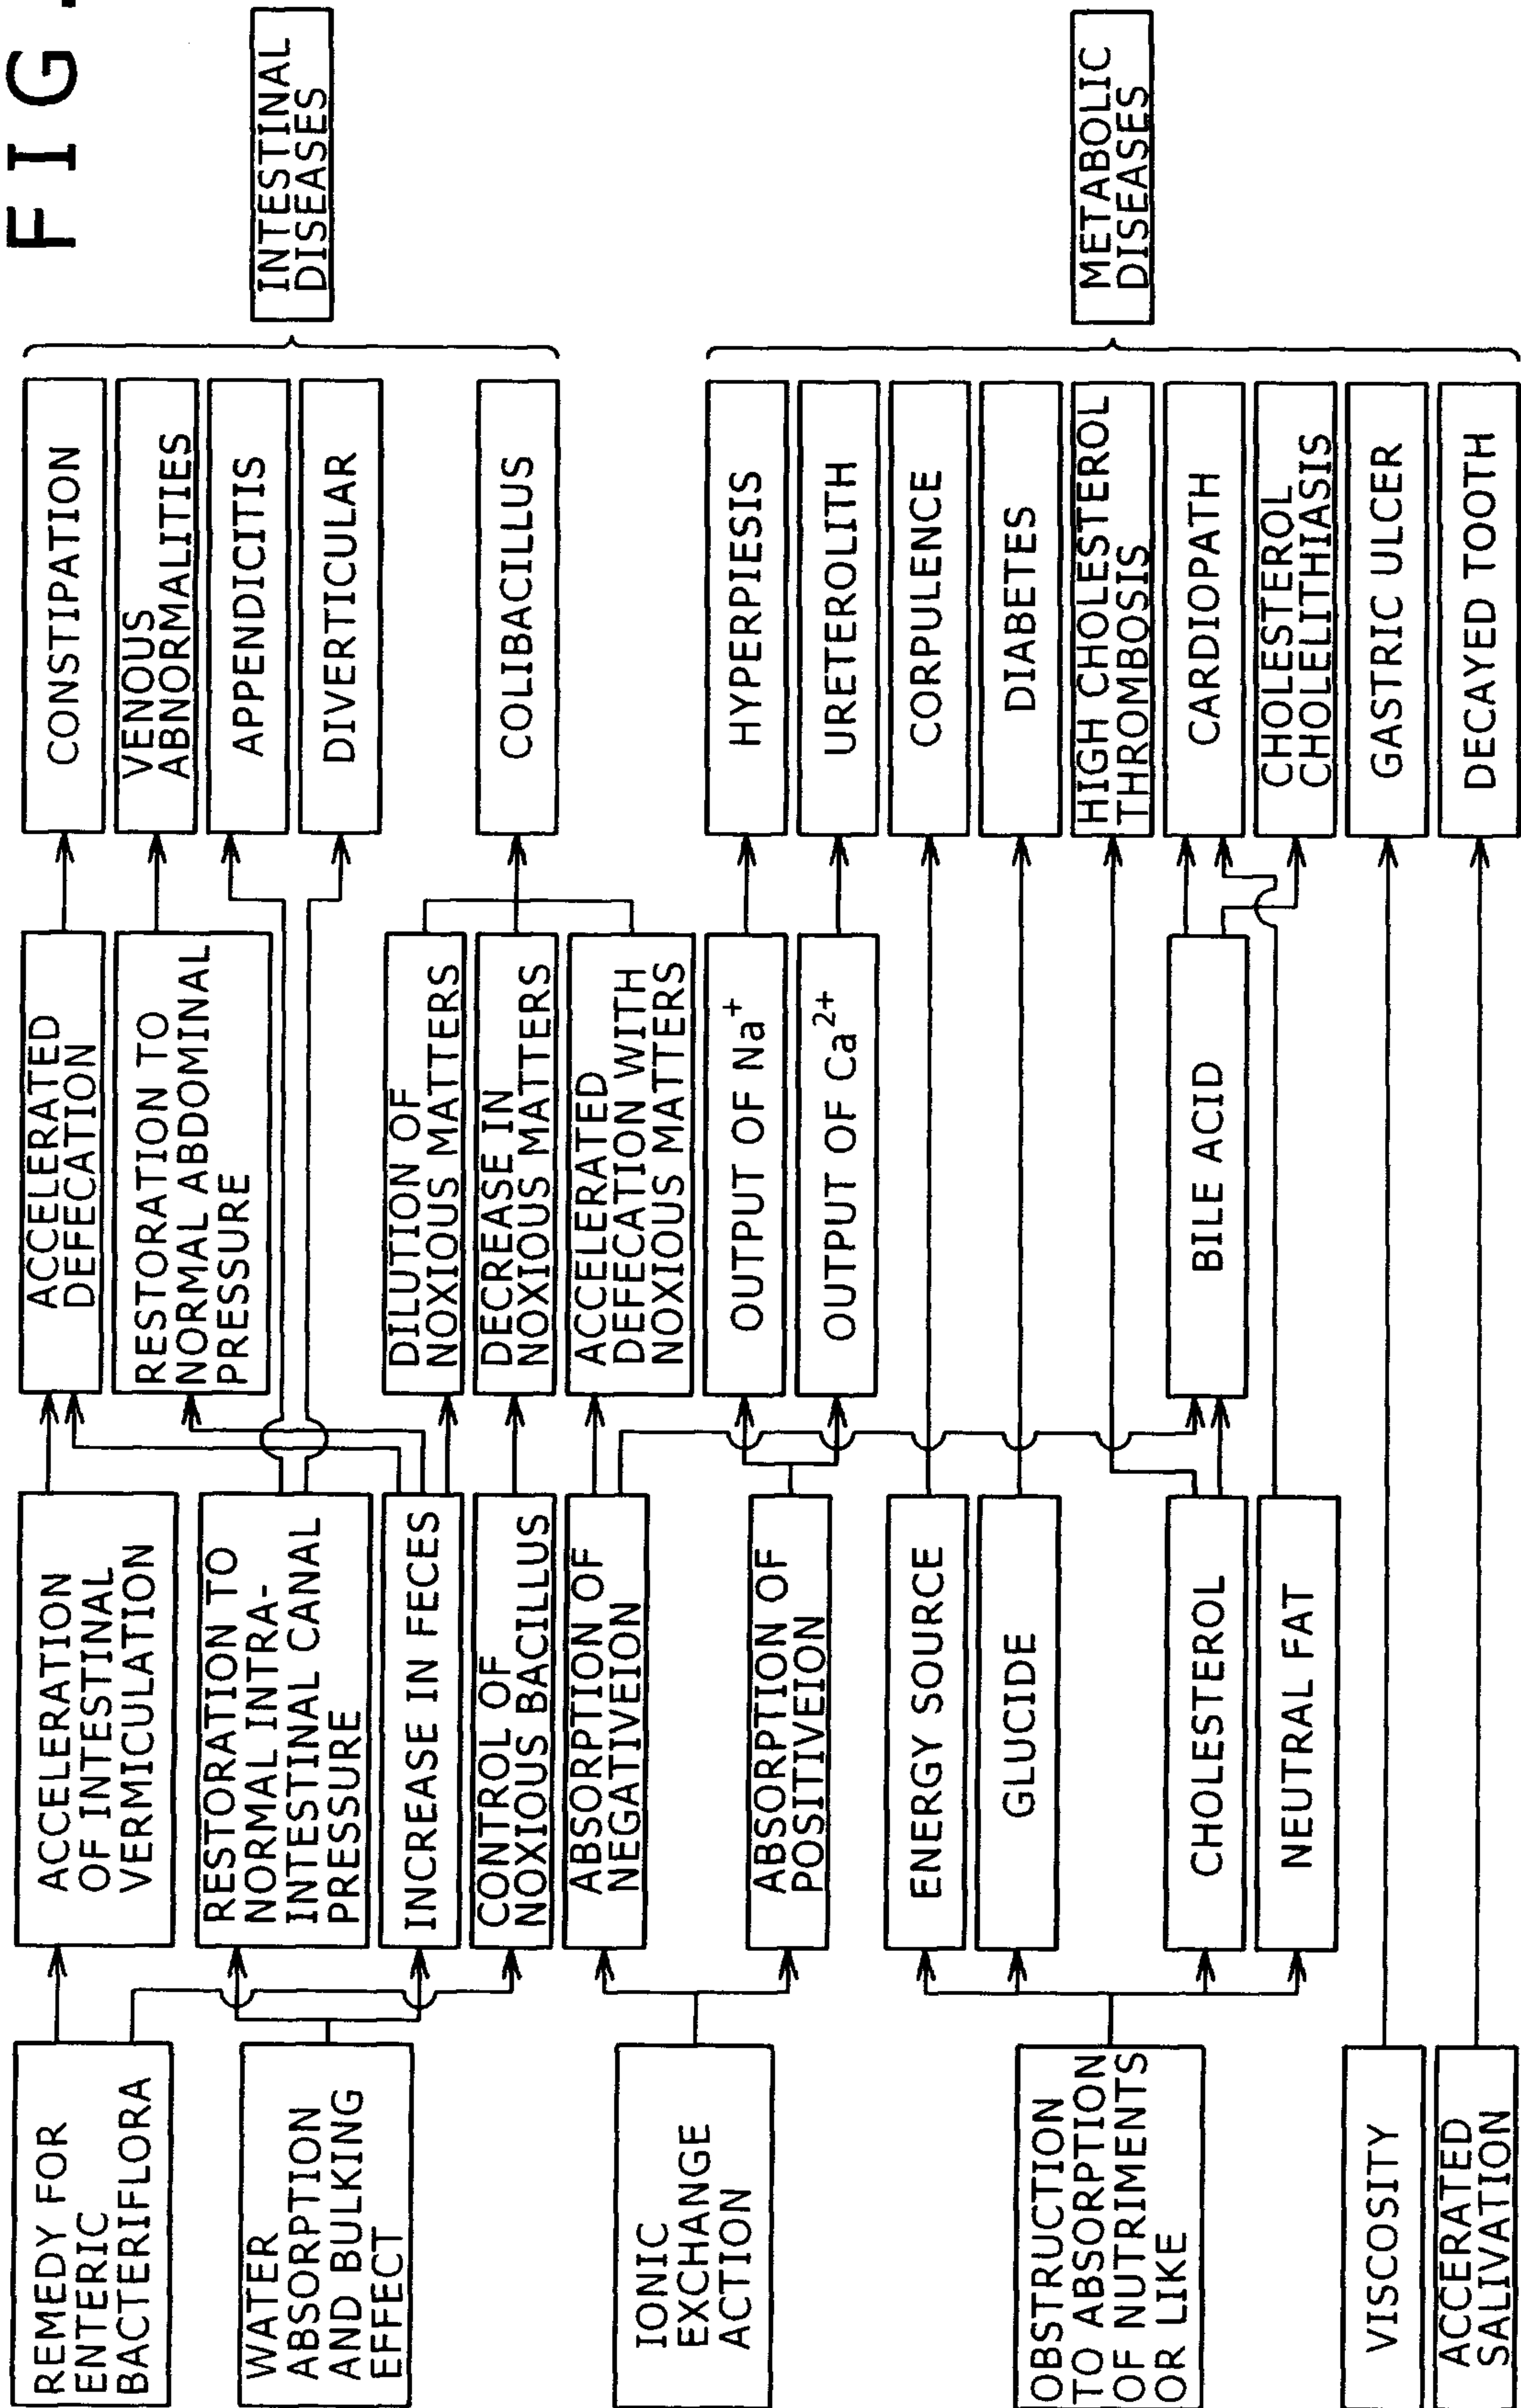 FIG.
REMEDY FOR
ENTERIC
BACTERIFLORA
WATER
ABSORPTION
AND BULKING
EFFECT
IONIC
EXCHANGE
ACTION
OBSTRUCTION
TO ABSORPTION
OF NUTRIMENTS
OR LIKE
VISCOSITY
ACCERATED
SALIVATION
ACCELERATION
OF INTESTINAL
VERMICULATION
RESTORATION TO
NORMAL INTRA-
INTESTINAL CANAL
PRESSURE
INCREASE IN FECES
CONTROL OF
NOXIOUS BACILLUS
ABSORPTION OF
NEGATIVEION
ABSORPTION OF
POSITIVEION
ENERGY SOURCE
GLUCIDE
CHOLESTEROL
NEUTRAL FAT
ACCELERATED
DEFECATION
RESTORATION TO
NORMAL ABDOMINAL
PRESSURE
DILUTION OF
NOXIOUS MATTERS
DECREASE IN
NOXIOUS MATTERS
ACCELERATED
DEFECATION WITH
NOXIOUS MATTERS
OUTPUT OF Na⁺
OUTPUT OF Ca²⁺
BILE ACID
CONSTIPATION
VENOUS
ABNORMALITIES
APPENDICITIS
DIVERTICULAR
COLIBACILLUS
HYPERPIESIS
URETEROLITH
CORPULENCE
DIABETES
HIGH CHOLESTEROL
THROMBOSIS
CARDIOPATH
CHOLESTEROL
CHOLELITHIASIS
GASTRIC ULCER
DECAYED TOOTH
INTESTINAL
DISEASES
METABOLIC
DISEASES